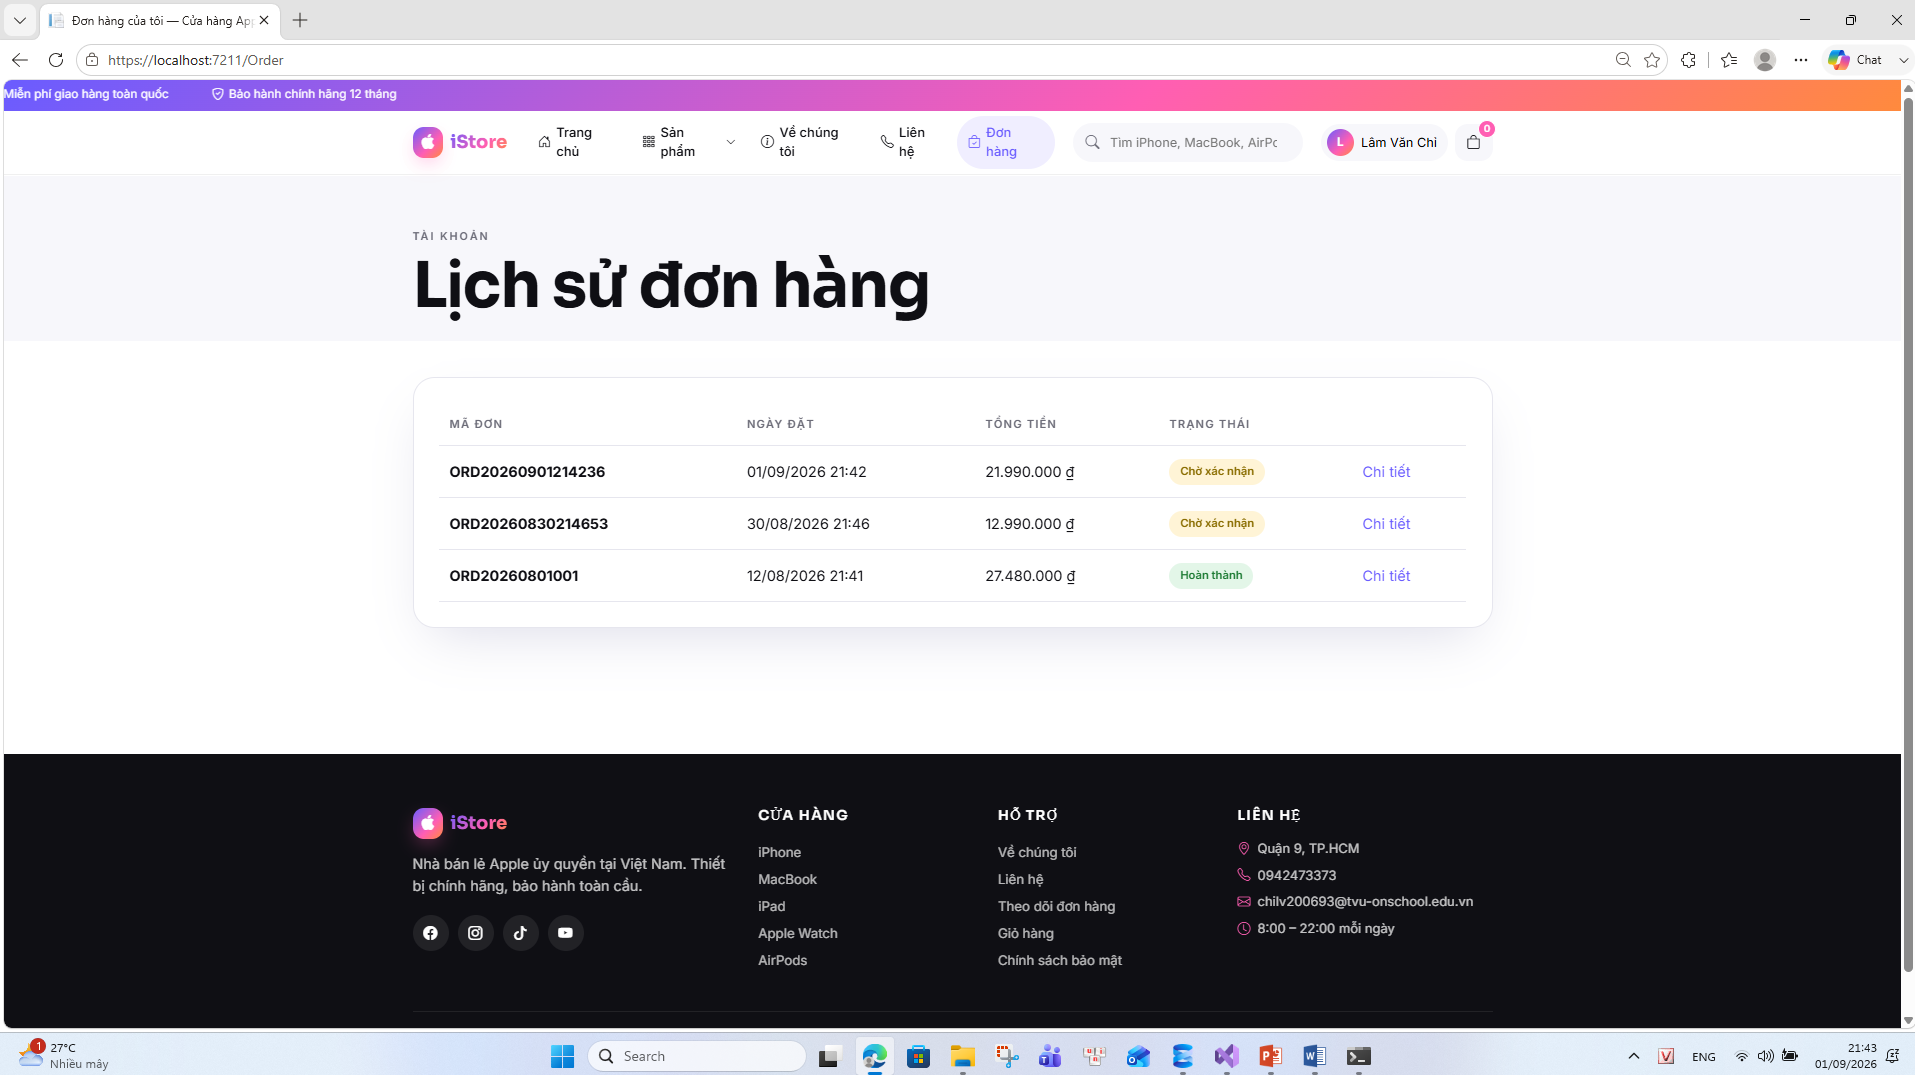 Đơn hàng của tôi — Cửa hàng App
https://localhost:7211/Order
Chat
Miễn phí giao hàng toàn quốc
Bảo hành chính hãng 12 tháng
iStore
Trang chủ
Sản phẩm
Về chúng tôi
Liên hệ
Đơn hàng
Tìm iPhone, MacBook, AirPc
L
Lâm Văn Chi
0
TÀI KHOẢN
Lịch sử đơn hàng
MÃ ĐƠN NGÀY ĐẶT TỔNG TIỀN TRẠNG THÁI
ORD20260901214236 01/09/2026 21:42 21.990.000 ₫ Chờ xác nhận Chi tiết
ORD20260830214653 30/08/2026 21:46 12.990.000 ₫ Chờ xác nhận Chi tiết
ORD20260801001 12/08/2026 21:41 27.480.000 ₫ Hoàn thành Chi tiết
iStore
Nhà bán lẻ Apple ủy quyền tại Việt Nam. Thiết
bị chính hãng, bảo hành toàn cầu.
CỬA HÀNG
iPhone
MacBook
iPad
Apple Watch
AirPods
HỖ TRỢ
Về chúng tôi
Liên hệ
Theo dõi đơn hàng
Giỏ hàng
Chính sách bảo mật
LIÊN HỆ
Quận 9, TP.HCM
0942473373
chilv200693@tvu-onschool.edu.vn
8:00 – 22:00 mỗi ngày
1
27°C
Nhiều mây
Search
ENG
21:43
01/09/2026